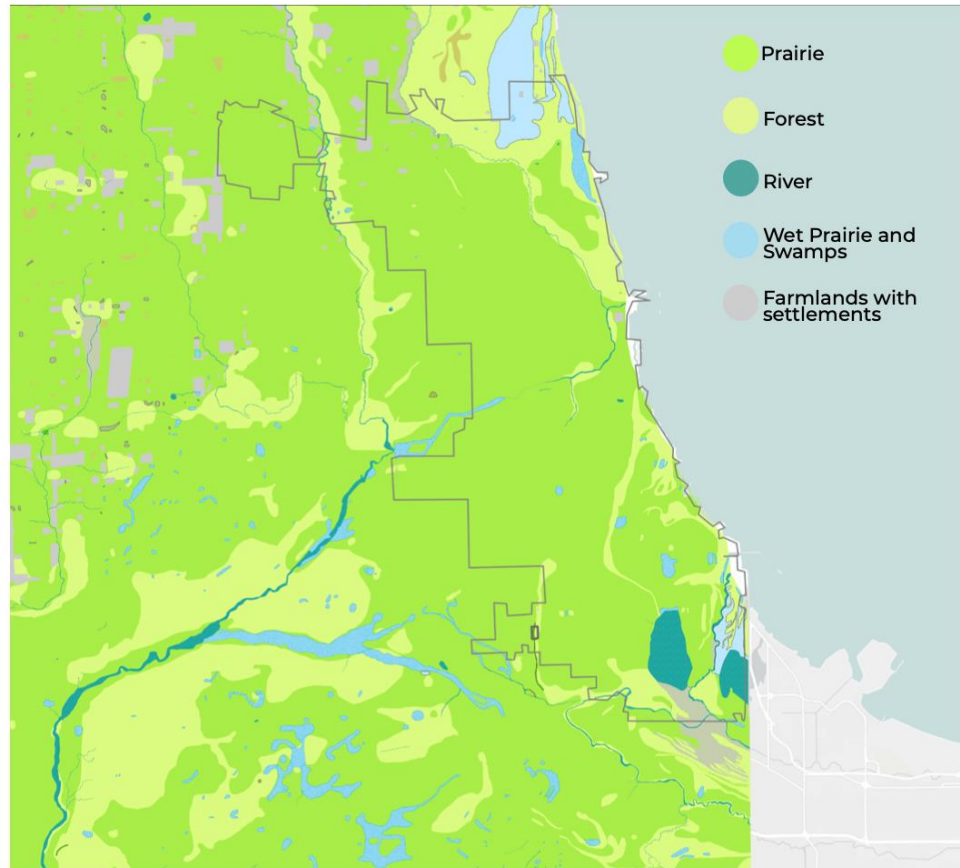 Prairie
Forest
River
Wet Prairie and
Swamps
Farmlands with
settlements